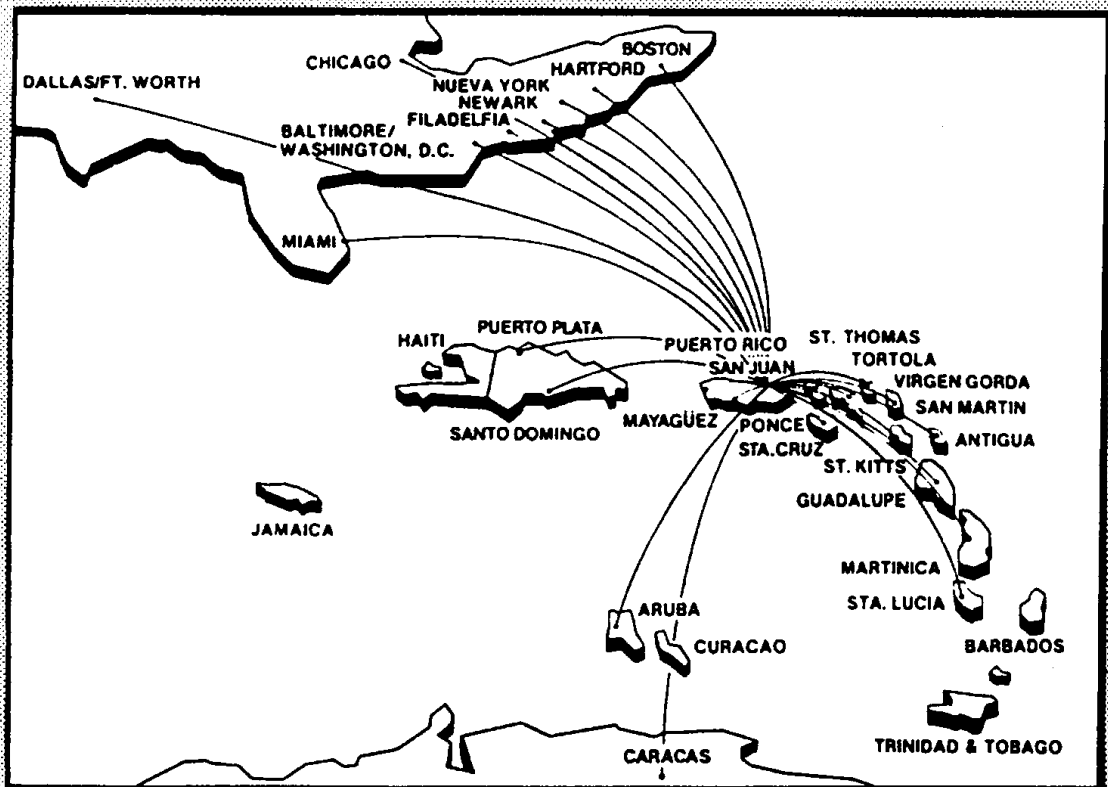 BOSTON
CHICAGO
HARTFORD
DALLAS/FT. WORTH
NUEVA YORK
NEWARK
FILADELFIA
BALTIMORE/
WASHINGTON, D.C.
MIAMI
PUERTO PLATA
HAITI
SANTO DOMINGO
PUERTO RICO
SAN JUAN
ST. THOMAS
TORTOLA
VIRGEN GORDA
SAN MARTIN
MAYAGÜEZ
PONCE
STA. CRUZ
ANTIGUA
ST. KITTS
GUADALUPE
JAMAICA
MARTINICA
STA. LUCIA
ARUBA
CURACAO
BARBADOS
CARACAS
TRINIDAD & TOBAGO